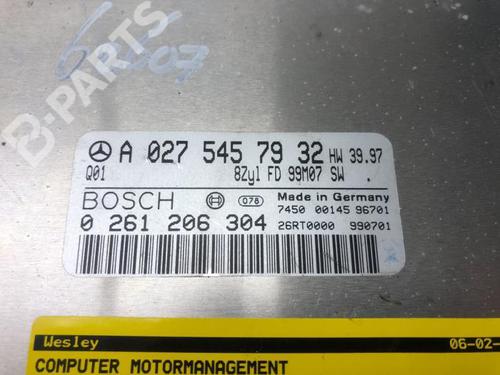 B-PARTS
A 027 545 79 32 HW 39.97
Q01 8Zyl FD 99M07 SW .
BOSCH Q78 Made in Germany
7450 00145 96701
0 261 206 304 26RT0000 990701
Wesley 06-02-
COMPUTER MOTORMANAGEMENT